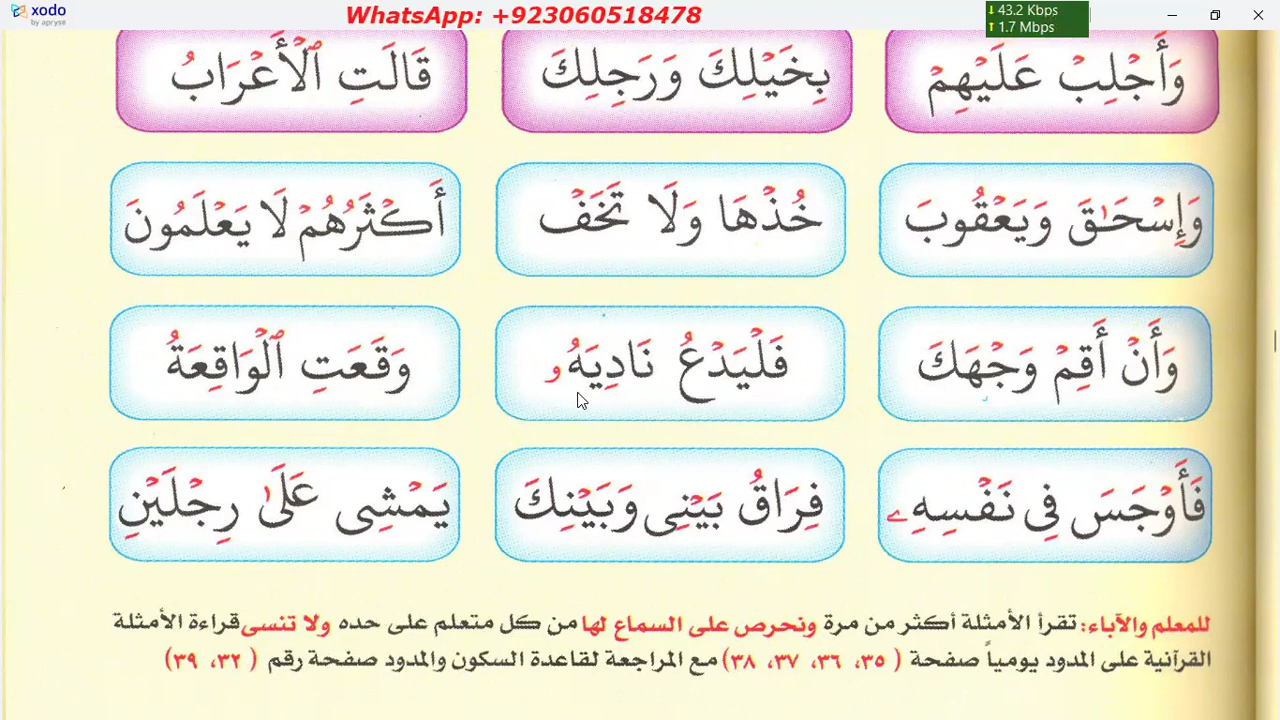 xodo
by apryse
WhatsApp: +923060518478
↓ 43.2 Kbps
↑ 1.7 Mbps
وَأَجْلِبْ عَلَيْهِمْ بِخَيْلِكَ وَرَجِلِكَ قَالَتِ ٱلْأَعْرَابُ
وَإِسْحَـٰقَ وَيَعْقُوبَ خُذْهَا وَلَا تَخَفْ أَكْثَرُهُمْ لَا يَعْلَمُونَ
وَأَنْ أَقِمْ وَجْهَكَ فَلْيَدْعُ نَادِيَهُۥ وَقَعَتِ ٱلْوَاقِعَةُ
فَأَوْجَسَ فِى نَفْسِهِۦ فِرَاقُ بَيْنِى وَبَيْنِكَ يَمْشِى عَلَىٰ رِجْلَيْنِ
للمعلم والآباء: تقرأ الأمثلة أكثر من مرة ونحرص على السماع لها من كل متعلم على حده ولا تنسى قراءة الأمثلة
القرآنية على المدود يومياً صفحة (٣٥، ٣٦، ٣٧، ٣٨) مع المراجعة لقاعدة السكون والمدود صفحة رقم (٣٢، ٣٩)